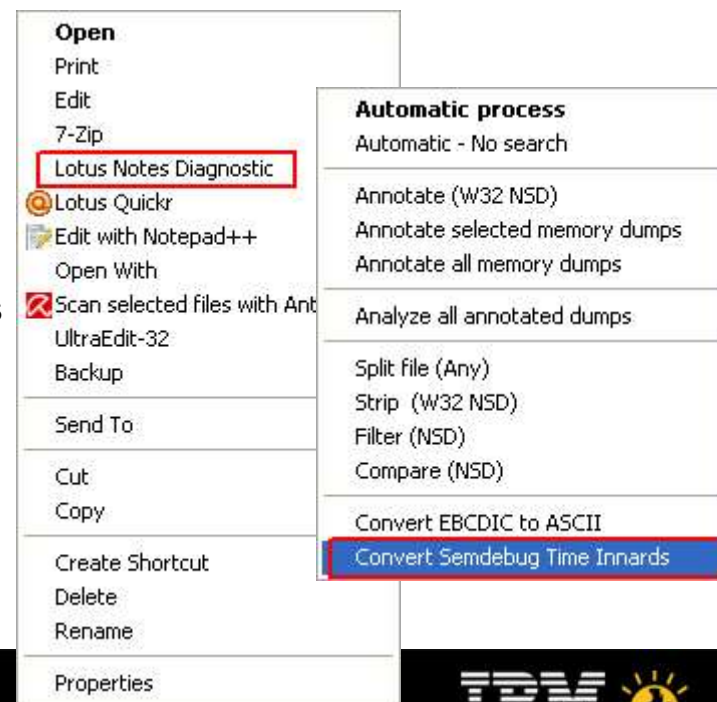 Open
Print
Edit
7-Zip
Lotus Notes Diagnostic
Lotus Quickr
Edit with Notepad++
Open With
Scan selected files with Ant
UltraEdit-32
Backup
Send To
Cut
Copy
Create Shortcut
Delete
Rename
Properties
Automatic process
Automatic - No search
Annotate (W32 NSD)
Annotate selected memory dumps
Annotate all memory dumps
Analyze all annotated dumps
Split file (Any)
Strip (W32 NSD)
Filter (NSD)
Compare (NSD)
Convert EBCDIC to ASCII
Convert Semdebug Time Innards
IBM